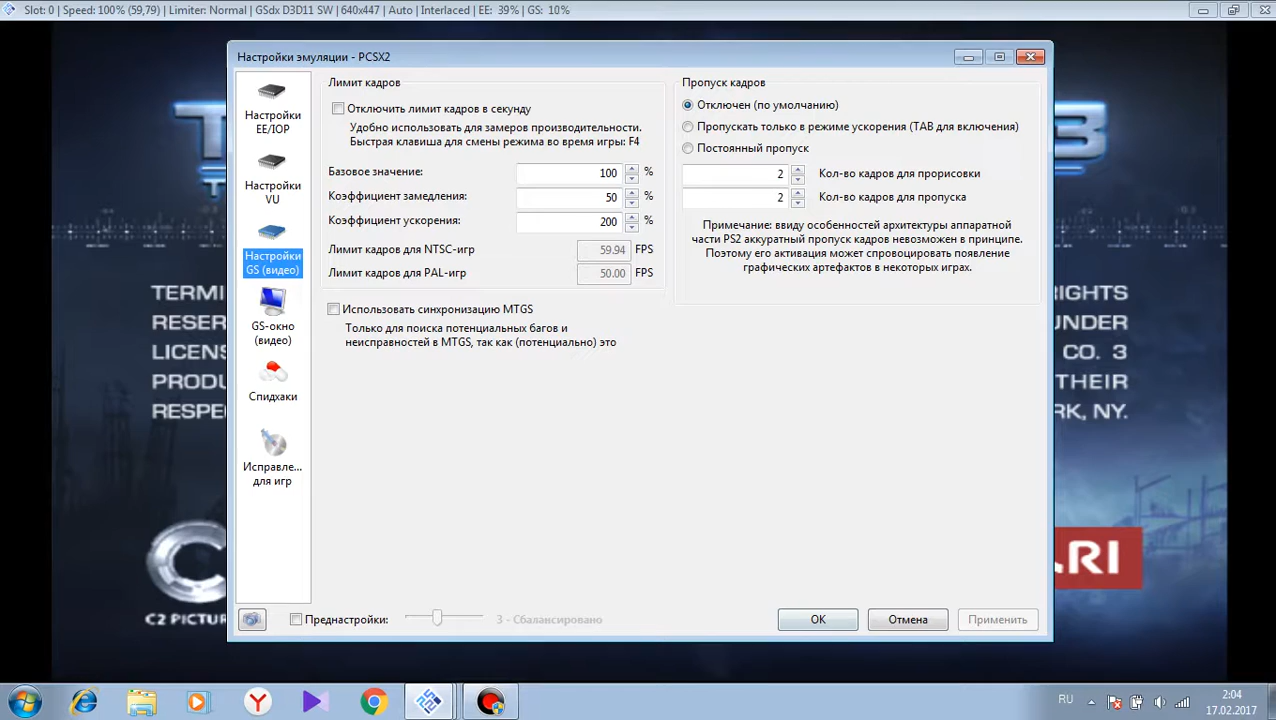 Slot: 0 | Speed: 100% (59,79) | Limiter: Normal | GSdx D3D11 SW | 640x447 | Auto | Interlaced | EE: 39% | GS: 10%
Настройки эмуляции - PCSX2
Настройки
EE/IOP
Настройки
VU
Настройки
GS (видео)
GS-окно
(видео)
Спидхаки
Исправле...
для игр
Лимит кадров
Отключить лимит кадров в секунду
Удобно использовать для замеров производительности.
Быстрая клавиша для смены режима во время игры: F4
Базовое значение: 100 %
Коэффициент замедления: 50 %
Коэффициент ускорения: 200 %
Лимит кадров для NTSC-игр 59.94 FPS
Лимит кадров для PAL-игр 50.00 FPS
Использовать синхронизацию MTGS
Только для поиска потенциальных багов и
неисправностей в MTGS, так как (потенциально) это
Пропуск кадров
Отключен (по умолчанию)
Пропускать только в режиме ускорения (TAB для включения)
Постоянный пропуск
2 Кол-во кадров для прорисовки
2 Кол-во кадров для пропуска
Примечание: ввиду особенностей архитектуры аппаратной
части PS2 аккуратный пропуск кадров невозможен в принципе.
Поэтому его активация может спровоцировать появление
графических артефактов в некоторых играх.
Преднастройки: 3 - Сбалансировано
OK Отмена Применить
3
TERMI RIGHTS
RESER UNDER
LICENS CO. 3
PRODU THEIR
RESPE RK, NY.
C2 PICTUR
RI
RU 2:04
17.02.2017